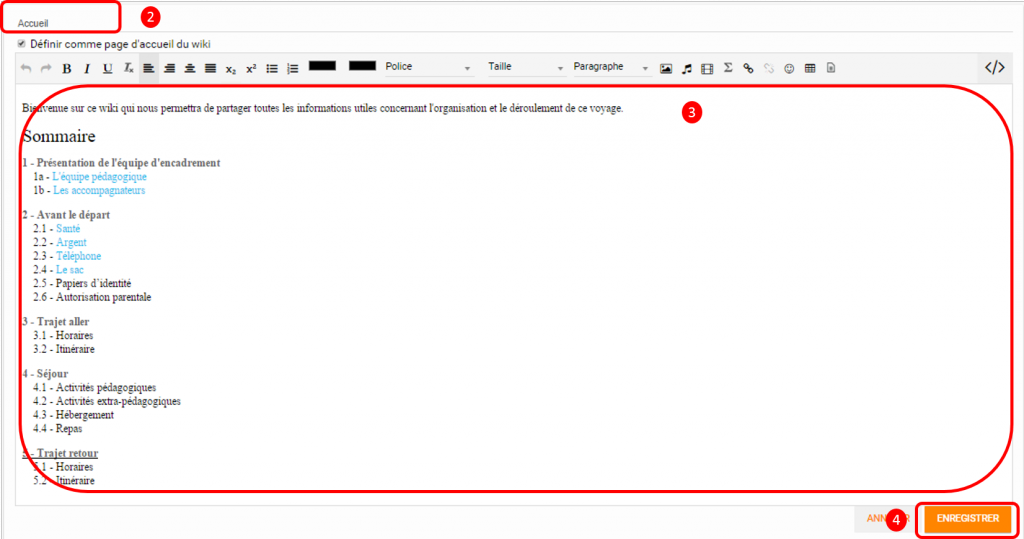 Accueil
2
Définir comme page d'accueil du wiki
B I U Tx x₂ x² Police Taille Paragraphe Σ </>
Bienvenue sur ce wiki qui nous permettra de partager toutes les informations utiles concernant l'organisation et le déroulement de ce voyage.
3
Sommaire
1 - Présentation de l'équipe d'encadrement
1a - L'équipe pédagogique
1b - Les accompagnateurs
2 - Avant le départ
2.1 - Santé
2.2 - Argent
2.3 - Téléphone
2.4 - Le sac
2.5 - Papiers d'identité
2.6 - Autorisation parentale
3 - Trajet aller
3.1 - Horaires
3.2 - Itinéraire
4 - Séjour
4.1 - Activités pédagogiques
4.2 - Activités extra-pédagogiques
4.3 - Hébergement
4.4 - Repas
5 - Trajet retour
5.1 - Horaires
5.2 - Itinéraire
4 ENREGISTRER